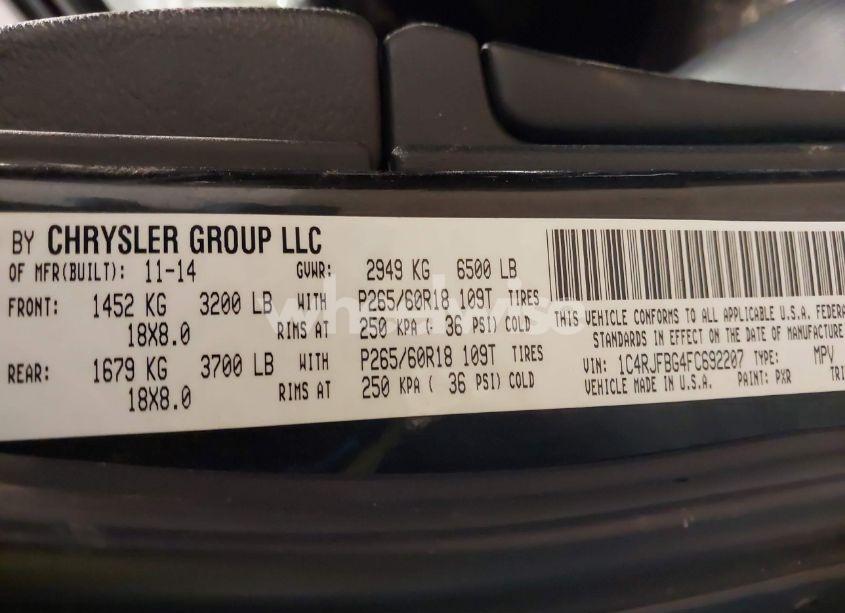 BY CHRYSLER GROUP LLC
OF MFR(BUILT): 11-14 GVWR: 2949 KG 6500 LB
FRONT: 1452 KG 3200 LB WITH P265/60R18 109T TIRES
18X8.0 RIMS AT 250 KPA ( 36 PSI) COLD
REAR: 1679 KG 3700 LB WITH P265/60R18 109T TIRES
18X8.0 RIMS AT 250 KPA ( 36 PSI) COLD
THIS VEHICLE CONFORMS TO ALL APPLICABLE U.S.A. FEDERA
STANDARDS IN EFFECT ON THE DATE OF MANUFACTURE
VIN: 1C4RJFBG4FC692207 TYPE: MPV
VEHICLE MADE IN U.S.A. PAINT: PXR TRI
wheelwise